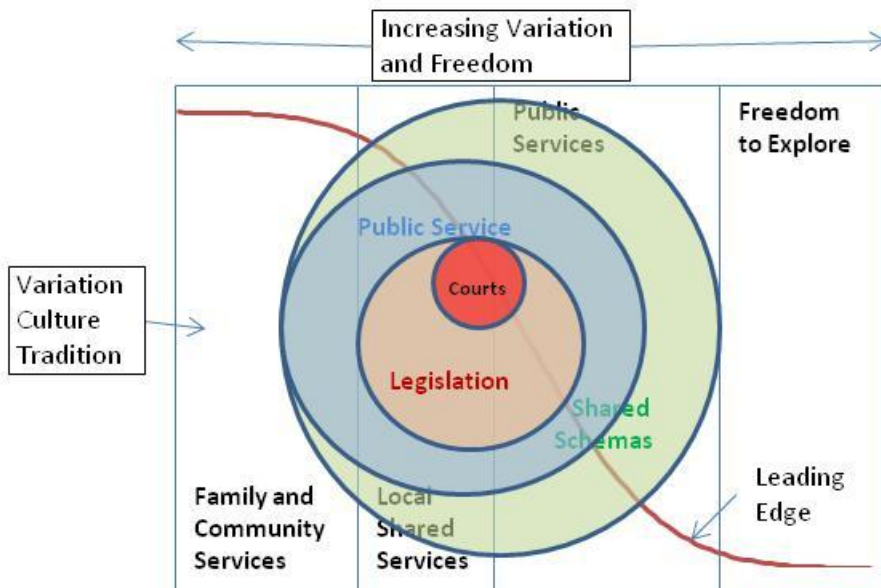 Increasing Variation
and Freedom
Public
Services
Freedom
to Explore
Public Service
Variation
Culture
Tradition
Courts
Legislation
Shared
Schemas
Family and
Community
Services
Local
Shared
Services
Leading
Edge